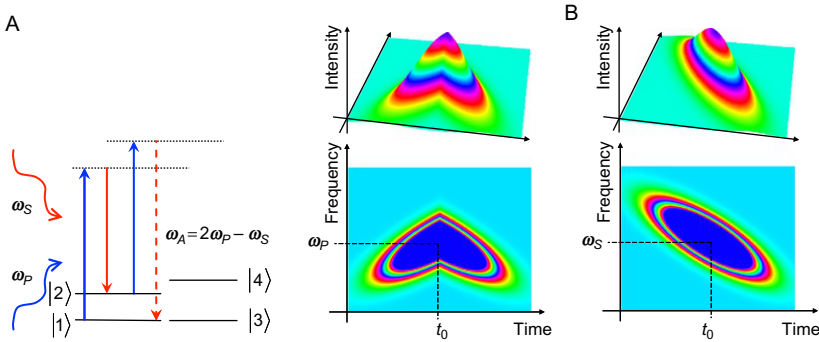 A
ω_S
ω_P
ω_A=2ω_P − ω_S
|2⟩
|4⟩
|1⟩
|3⟩
Intensity
Frequency
ω_P
t_0
Time
B
Intensity
Frequency
ω_S
t_0
Time